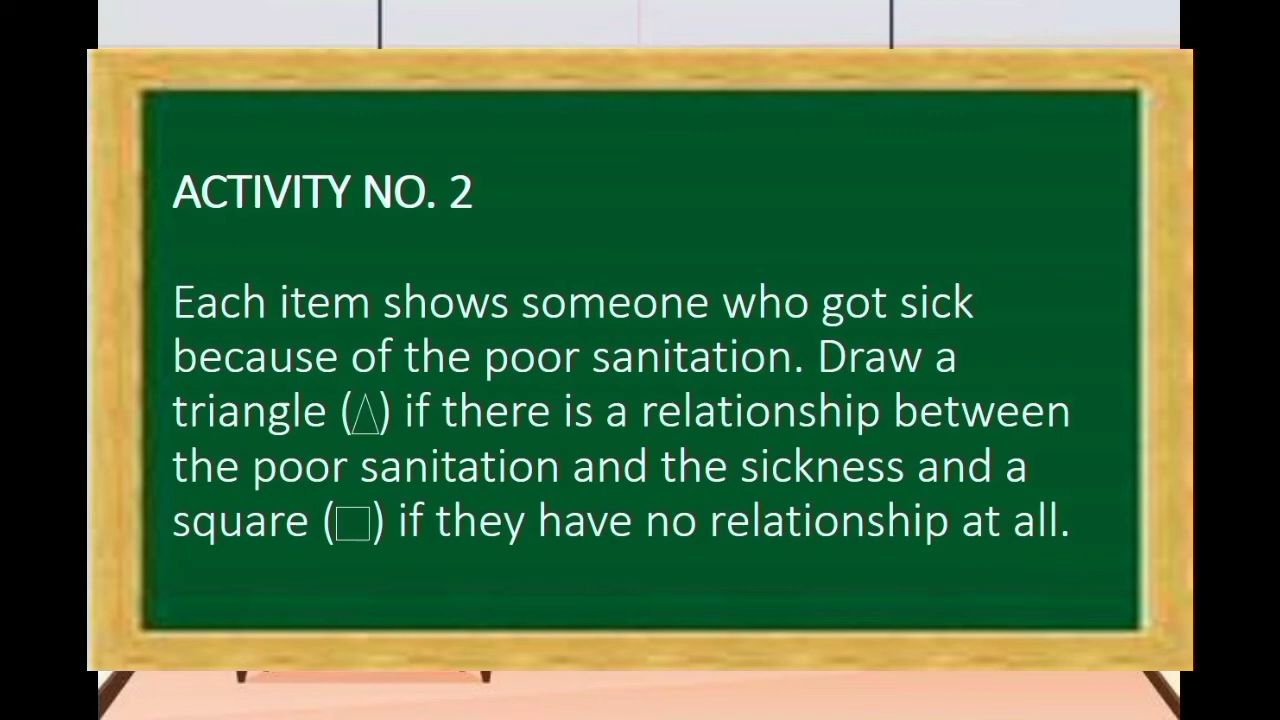 ACTIVITY NO. 2
Each item shows someone who got sick
because of the poor sanitation. Draw a
triangle (△) if there is a relationship between
the poor sanitation and the sickness and a
square (□) if they have no relationship at all.